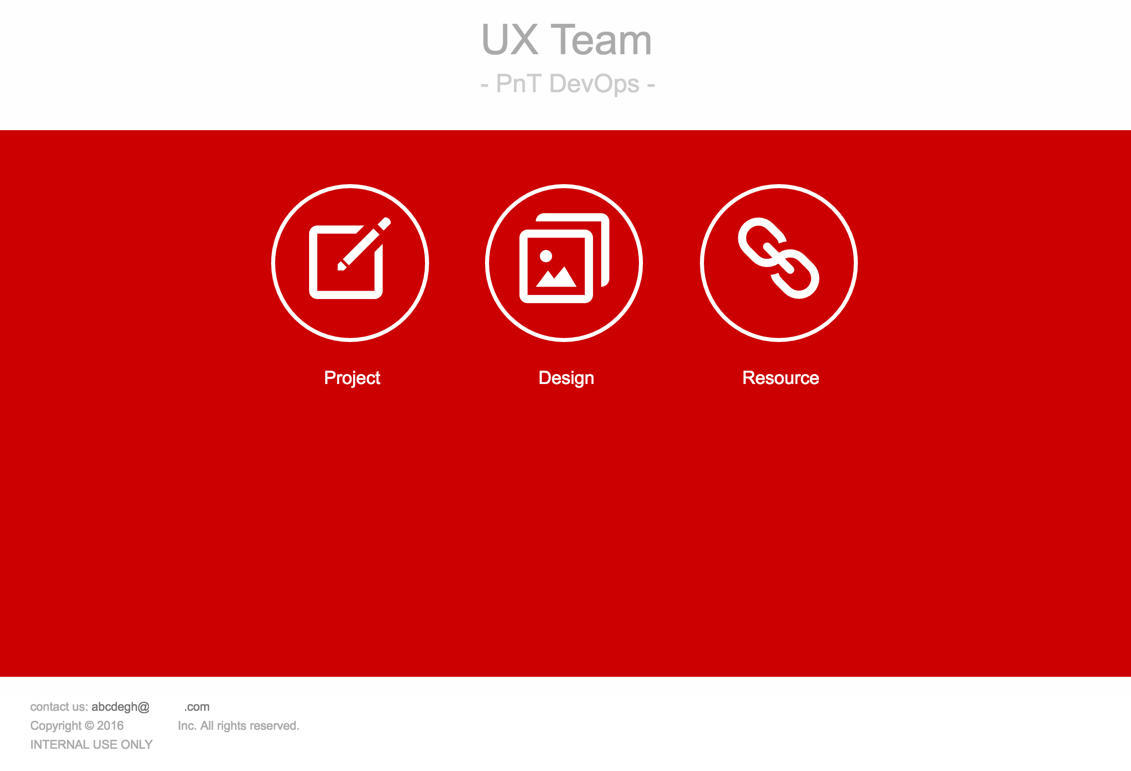 UX Team
- PnT DevOps -
Project Design Resource
contact us: abcdegh@ .com
Copyright © 2016 Inc. All rights reserved.
INTERNAL USE ONLY